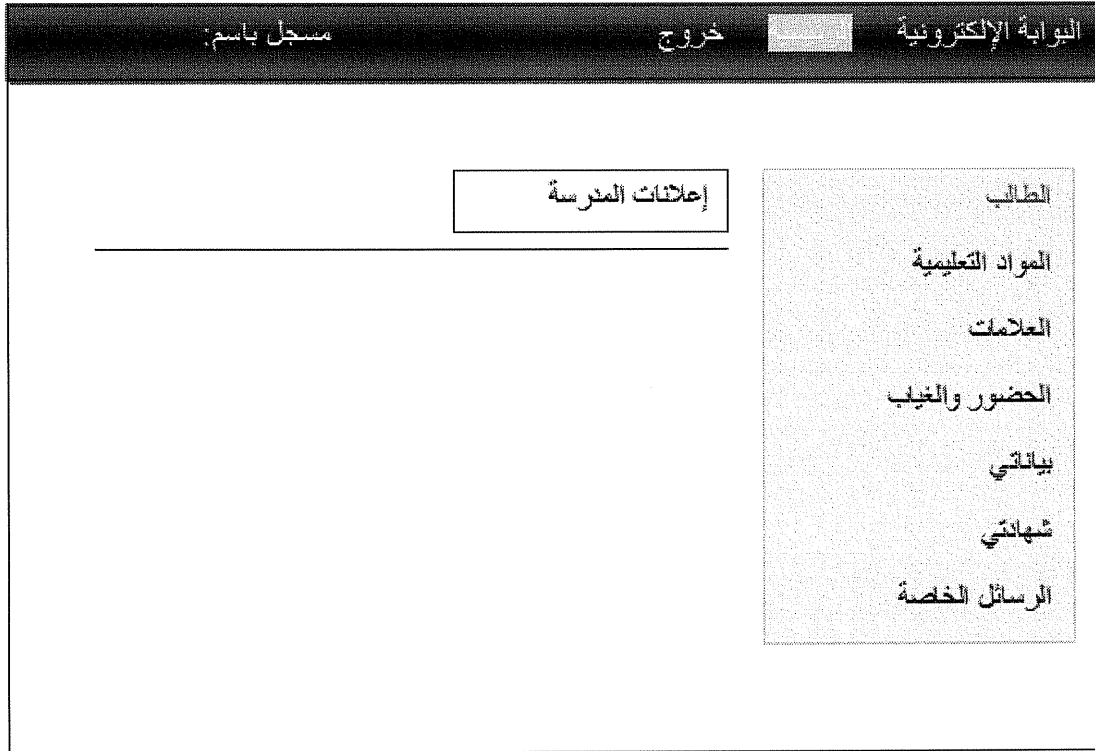 البوابة الإلكترونية خروج مسجل باسم:
إعلانات المدرسة
الطالب
المواد التعليمية
العلامات
الحضور والغياب
بياناتي
شهادتي
الرسائل الخاصة